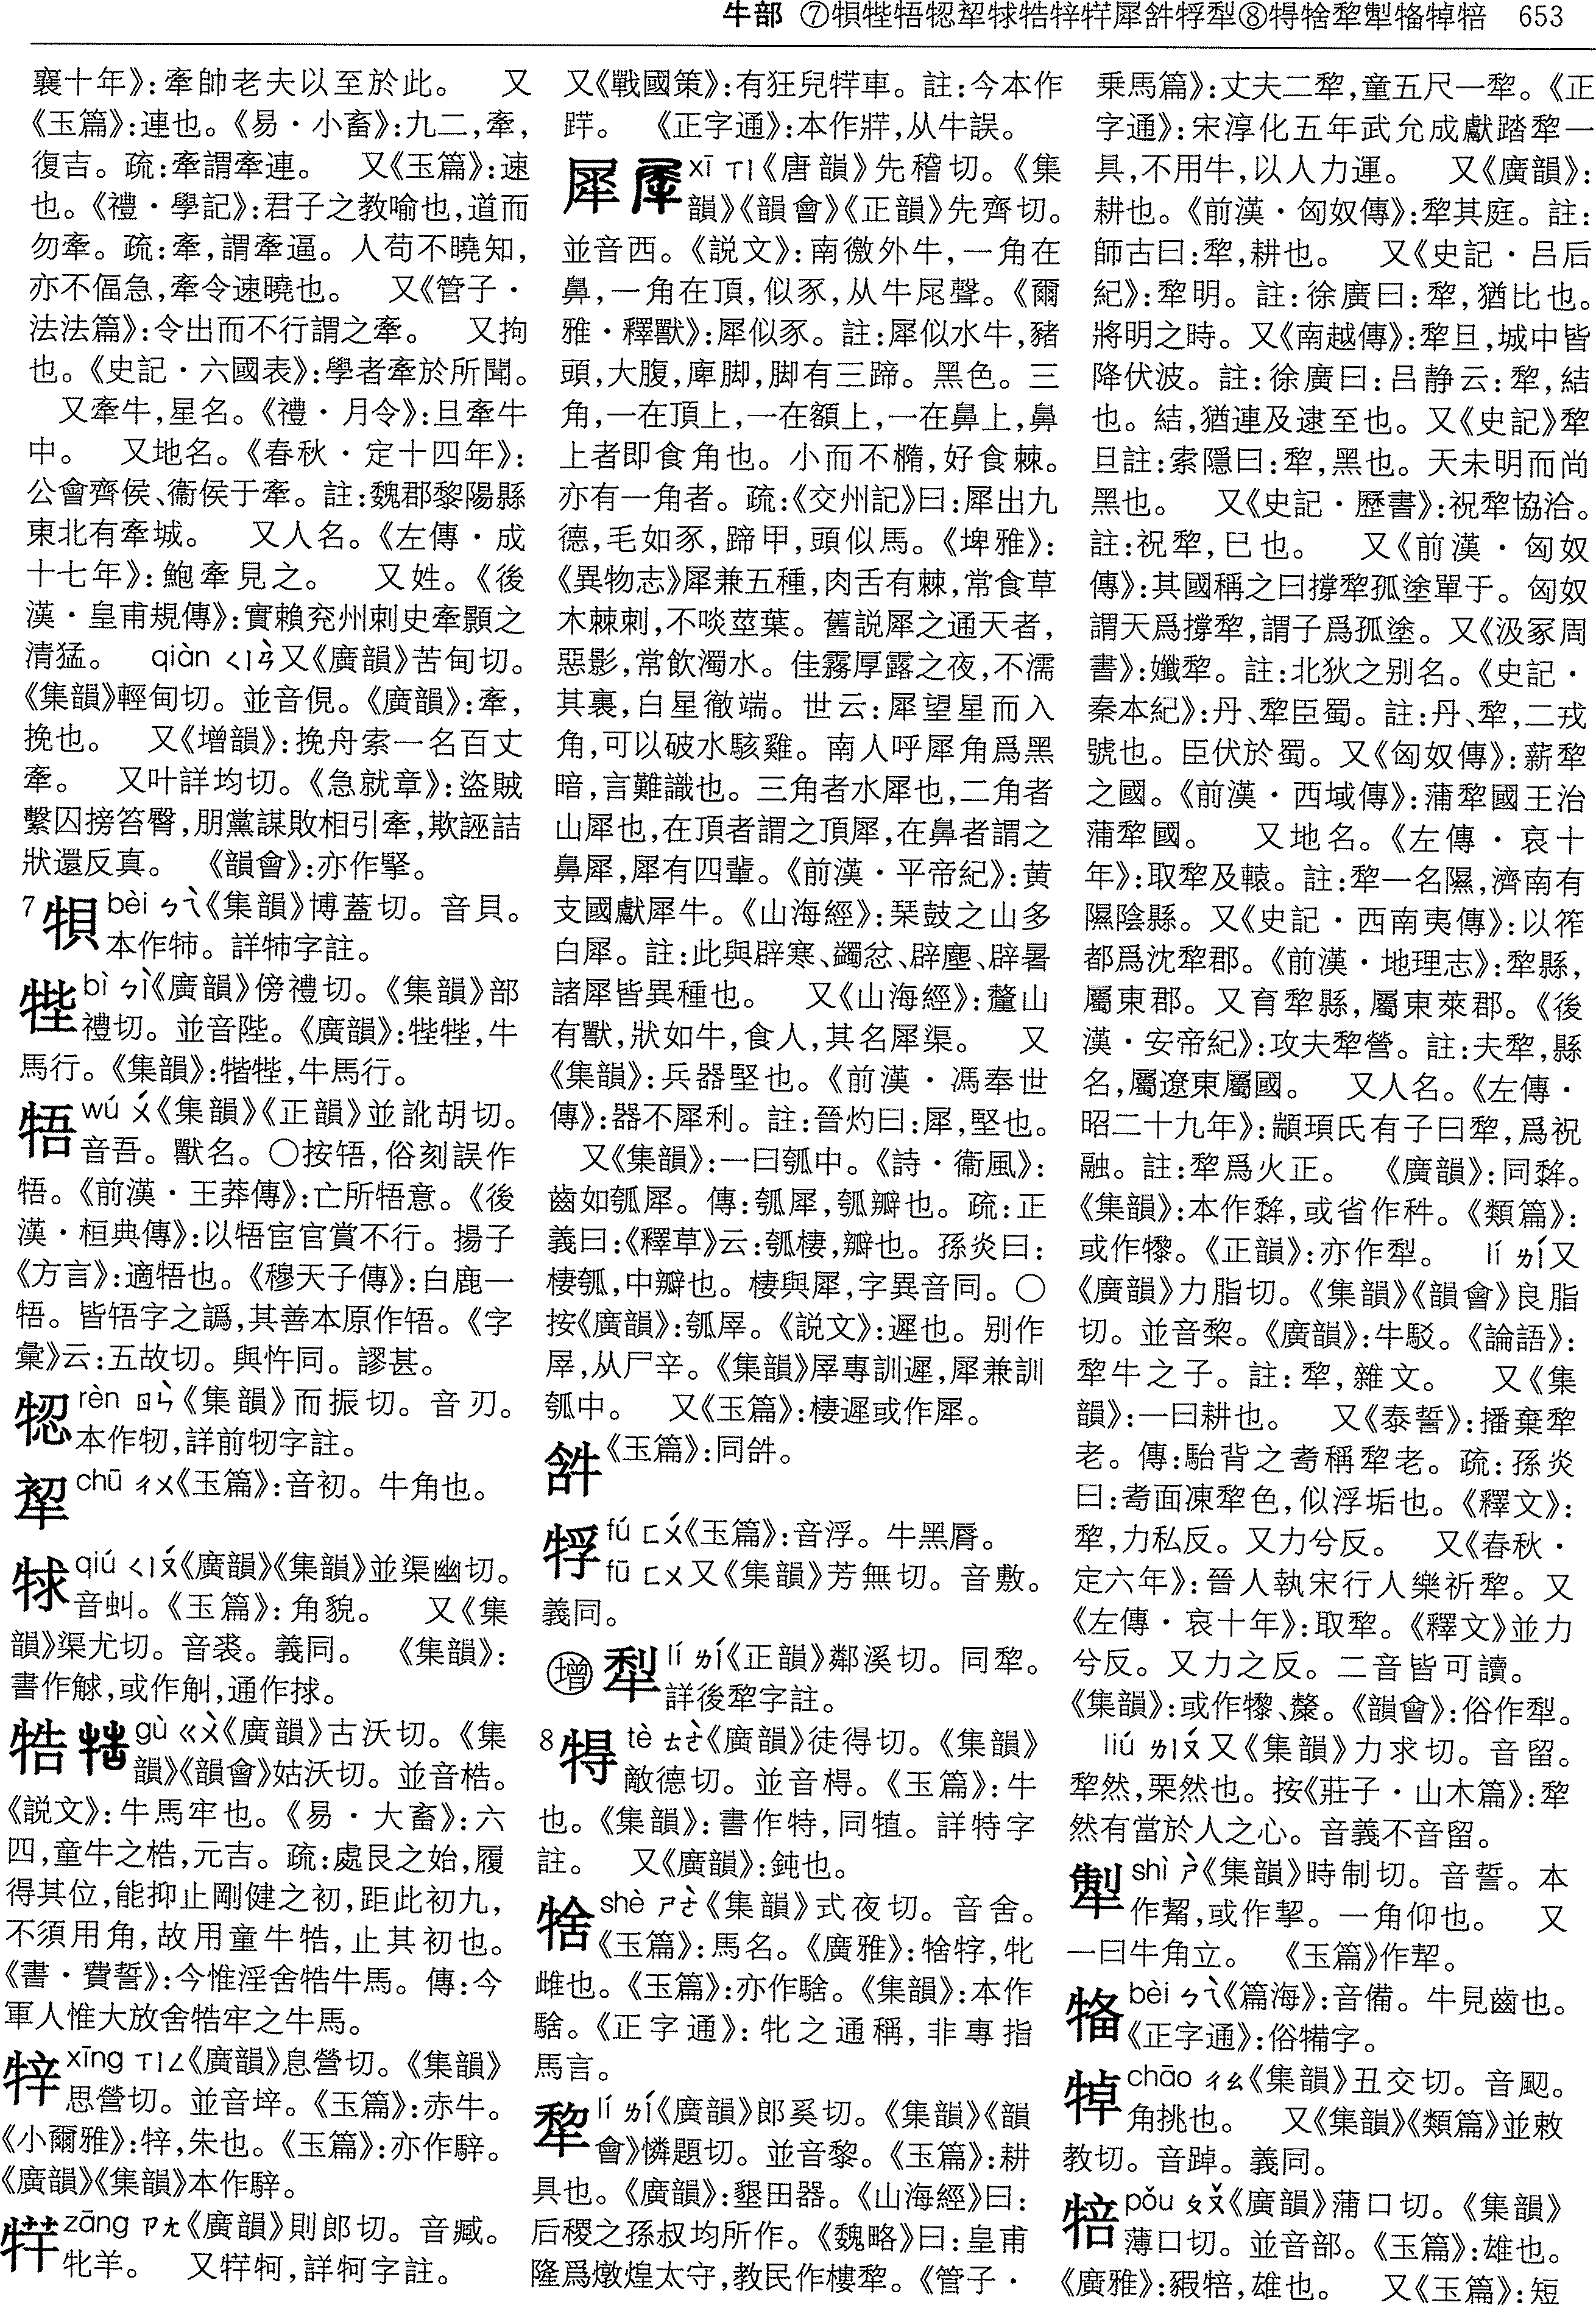 牛部 ⑦牳㹃牾㸾㸷㹋牿牸牂犀㸯㸬犁⑧㸿㹎犂㹊㹏㹐㸽 653
襄十年》:牽帥老夫以至於此。 又
《玉篇》:連也。《易·小畜》:九二,牽,
復吉。疏:牽謂牽連。 又《玉篇》:速
也。《禮·學記》:君子之教喻也,道而
勿牽。疏:牽,謂牽逼。人苟不曉知,
亦不偪急,牽令速曉也。 又《管子·
法法篇》:令出而不行謂之牽。 又拘
也。《史記·六國表》:學者牽於所聞。
又牽牛,星名。《禮·月令》:旦牽牛
中。 又地名。《春秋·定十四年》:
公會齊侯、衞侯于牽。註:魏郡黎陽縣
東北有牽城。 又人名。《左傳·成
十七年》:鮑牽見之。 又姓。《後
漢·皇甫規傳》:實賴兖州刺史牽顥之
清猛。 qiàn ㄑㄧㄢˋ又《廣韻》苦甸切。
《集韻》輕甸切。並音俔。《廣韻》:牽,
挽也。 又《增韻》:挽舟索一名百丈
牽。 又叶詳均切。《急就章》:盜賊
繫囚搒笞臀,朋黨謀敗相引牽,欺誣詰
狀還反真。 《韻會》:亦作掔。
7 bèi ㄅㄟˋ《集韻》博蓋切。音貝。
本作㸬。詳㸬字註。
㹃 bì ㄅㄧˋ《廣韻》傍禮切。《集韻》部
禮切。並音陛。《廣韻》:㹃㹃,牛
馬行。《集韻》:㹃,牛馬行。
牾 wú ㄨˊ《集韻》《正韻》並訛胡切。
音吾。獸名。○按啎,俗刻誤作
牾。《前漢·王莽傳》:亡所牾意。《後
漢·桓典傳》:以牾宦官賞不行。揚子
《方言》:適牾也。《穆天子傳》:白鹿一
牾。皆啎字之譌,其善本原作啎。《字
彙》云:五故切。與忤同。謬甚。
rèn ㄖㄣˋ《集韻》而振切。音刃。
本作牣,詳前牣字註。
chū ㄔㄨ《玉篇》:音初。牛角也。
qiú ㄑㄧㄡˊ《廣韻》《集韻》並渠幽切。
音虯。《玉篇》:角貌。 又《集
韻》渠尤切。音裘。義同。 《集韻》:
書作觩,或作觓,通作捄。
牿 gù ㄍㄨˋ《廣韻》古沃切。《集
韻》《韻會》姑沃切。並音梏。
《説文》:牛馬牢也。《易·大畜》:六
四,童牛之梏,元吉。疏:處艮之始,履
得其位,能抑止剛健之初,距此初九,
不須用角,故用童牛牿,止其初也。
《書·費誓》:今惟淫舍牿牛馬。傳:今
軍人惟大放舍牿牢之牛馬。
㸚 xīng ㄒㄧㄥ《廣韻》息營切。《集韻》
思營切。並音垶。《玉篇》:赤牛。
《小爾雅》:牸,朱也。《玉篇》:亦作騂。
《廣韻》《集韻》本作騂。
zāng ㄗㄤ《廣韻》則郎切。音臧。
牝羊。 又牂牁,詳牁字註。
又《戰國策》:有狂兕牂車。註:今本作
䍧。 《正字通》:本作牂,从牛誤。
犀 xī ㄒㄧ《唐韻》先稽切。《集
韻》《韻會》《正韻》先齊切。
並音西。《説文》:南徼外牛,一角在
鼻,一角在頂,似豕,从牛尾聲。《爾
雅·釋獸》:犀似豕。註:犀似水牛,豬
頭,大腹,庳脚,脚有三蹄。黑色。三
角,一在頂上,一在額上,一在鼻上,鼻
上者即食角也。小而不橢,好食棘。
亦有一角者。疏:《交州記》曰:犀出九
德,毛如豕,蹄甲,頭似馬。《埤雅》:
《異物志》犀兼五種,肉舌有棘,常食草
木棘刺,不啖莖葉。舊説犀之通天者,
惡影,常飲濁水。佳霧厚露之夜,不濡
其裏,白星徹端。世云:犀望星而入
角,可以破水駭雞。南人呼犀角爲黑
暗,言難識也。三角者水犀也,二角者
山犀也,在頂者謂之頂犀,在鼻者謂之
鼻犀,犀有四輩。《前漢·平帝紀》:黄
支國獻犀牛。《山海經》:琴鼓之山多
白犀。註:此與辟寒、蠲忿、辟塵、辟暑
諸犀皆異種也。 又《山海經》:釐山
有獸,狀如牛,食人,其名犀渠。 又
《集韻》:兵器堅也。《前漢·馮奉世
傳》:器不犀利。註:晉灼曰:犀,堅也。
又《集韻》:一曰瓠中。《詩·衞風》:
齒如瓠犀。傳:瓠犀,瓠瓣也。疏:正
義曰:《釋草》云:瓠棲,瓣也。孫炎曰:
棲瓠,中瓣也。棲與犀,字異音同。○
按《廣韻》:瓠犀。《説文》:遲也。别作
屖,从尸辛。《集韻》屖專訓遲,犀兼訓
瓠中。 又《玉篇》:棲遲或作犀。
《玉篇》:同。
fú ㄈㄨˊ《玉篇》:音浮。牛黑脣。
fū ㄈㄨ又《集韻》芳無切。音敷。
義同。
增 犁 lí ㄌㄧˊ《正韻》鄰溪切。同犂。
詳後犂字註。
8 㸿 tè ㄊㄜˋ《廣韻》徒得切。《集韻》
敵德切。並音㝵。《玉篇》:牛
也。《集韻》:書作特,同犆。詳特字
註。 又《廣韻》:鈍也。
shè ㄕㄜˋ《集韻》式夜切。音舍。
《玉篇》:馬名。《廣雅》:牸,牝
雌也。《玉篇》:亦作騇。《集韻》:本作
騇。《正字通》:牝之通稱,非專指
馬言。
犂 lí ㄌㄧˊ《廣韻》郎奚切。《集韻》《韻
會》憐題切。並音黎。《玉篇》:耕
具也。《廣韻》:墾田器。《山海經》曰:
后稷之孫叔均所作。《魏略》曰:皇甫
隆爲燉煌太守,教民作樓犂。《管子·
乘馬篇》:丈夫二犂,童五尺一犂。《正
字通》:宋淳化五年武允成獻踏犂一
具,不用牛,以人力運。 又《廣韻》:
耕也。《前漢·匈奴傳》:犂其庭。註:
師古曰:犂,耕也。 又《史記·吕后
紀》:犂明。註:徐廣曰:犂,猶比也。
將明之時。又《南越傳》:犂旦,城中皆
降伏波。註:徐廣曰:吕静云:犂,結
也。結,猶連及逮至也。又《史記》犂
旦註:索隱曰:犂,黑也。天未明而尚
黑也。 又《史記·歷書》:祝犂協洽。
註:祝犂,巳也。 又《前漢·匈奴
傳》:其國稱之曰撐犂孤塗單于。匈奴
謂天爲撐犂,謂子爲孤塗。又《汲冢周
書》:孅犂。註:北狄之别名。《史記·
秦本紀》:丹、犂臣蜀。註:丹、犂,二戎
號也。臣伏於蜀。又《匈奴傳》:薪犂
之國。《前漢·西域傳》:蒲犂國王治
蒲犂國。 又地名。《左傳·哀十
年》:取犂及轅。註:犂一名隰,濟南有
隰陰縣。又《史記·西南夷傳》:以筰
都爲沈犂郡。《前漢·地理志》:犂縣,
屬東郡。又育犂縣,屬東萊郡。《後
漢·安帝紀》:攻夫犂營。註:夫犂,縣
名,屬遼東屬國。 又人名。《左傳·
昭二十九年》:顓頊氏有子曰犂,爲祝
融。註:犂爲火正。 《廣韻》:同㴝。
《集韻》:本作,或省作。《類篇》:
或作㹈。《正韻》:亦作犁。 lí ㄌㄧˊ又
《廣韻》力脂切。《集韻》《韻會》良脂
切。並音棃。《廣韻》:牛駁。《論語》:
犂牛之子。註:犂,雜文。 又《集
韻》:一曰耕也。 又《泰誓》:播棄犂
老。傳:鮐背之耇稱犂老。疏:孫炎
曰:耇面凍犂色,似浮垢也。《釋文》:
犂,力私反。又力兮反。 又《春秋·
定六年》:晉人執宋行人樂祈犂。又
《左傳·哀十年》:取犂。《釋文》並力
兮反。又力之反。二音皆可讀。
《集韻》:或作㹈、㹈。《韻會》:俗作犁。
liú ㄌㄧㄡˊ又《集韻》力求切。音留。
犂然,栗然也。按《莊子·山木篇》:犂
然有當於人之心。音義不音留。
shì ㄕˋ《集韻》時制切。音誓。本
作觢,或作挈。一角仰也。 又
一曰牛角立。 《玉篇》作㸷。
bèi ㄅㄟˋ《篇海》:音備。牛見齒也。
《正字通》:俗犕字。
chāo ㄔㄠ《集韻》丑交切。音䫸。
角挑也。 又《集韻》《類篇》並敕
教切。音踔。義同。
pǒu ㄆㄡˇ《廣韻》蒲口切。《集韻》
薄口切。並音部。《玉篇》:雄也。
《廣雅》:豭㸽,雄也。 又《玉篇》:短